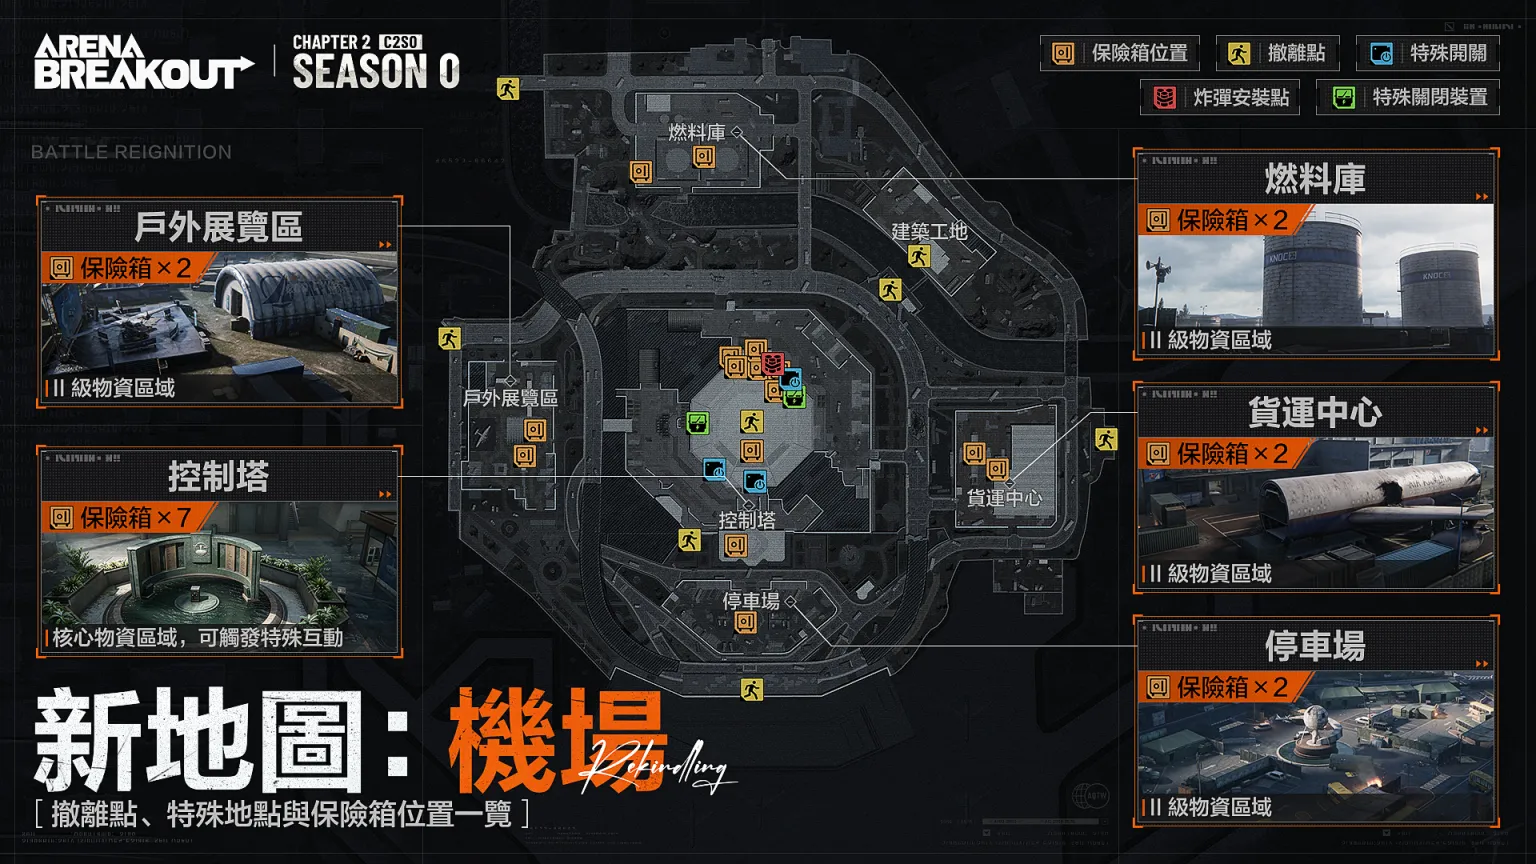 ARENA
BREAKOUT
CHAPTER 2 C2S0
SEASON 0
保險箱位置
撤離點
特殊開關
炸彈安裝點
特殊關閉裝置
BATTLE REIGNITION
戶外展覽區
保險箱×2
II 級物資區域
控制塔
保險箱×7
核心物資區域，可觸發特殊互動
燃料庫
建築工地
戶外展覽區
貨運中心
控制塔
停車場
燃料庫
保險箱×2
KNOCE
KNOCE
II 級物資區域
貨運中心
保險箱×2
II 級物資區域
停車場
保險箱×2
II 級物資區域
新地圖：機場
Rekindling
[ 撤離點、特殊地點與保險箱位置一覽 ]